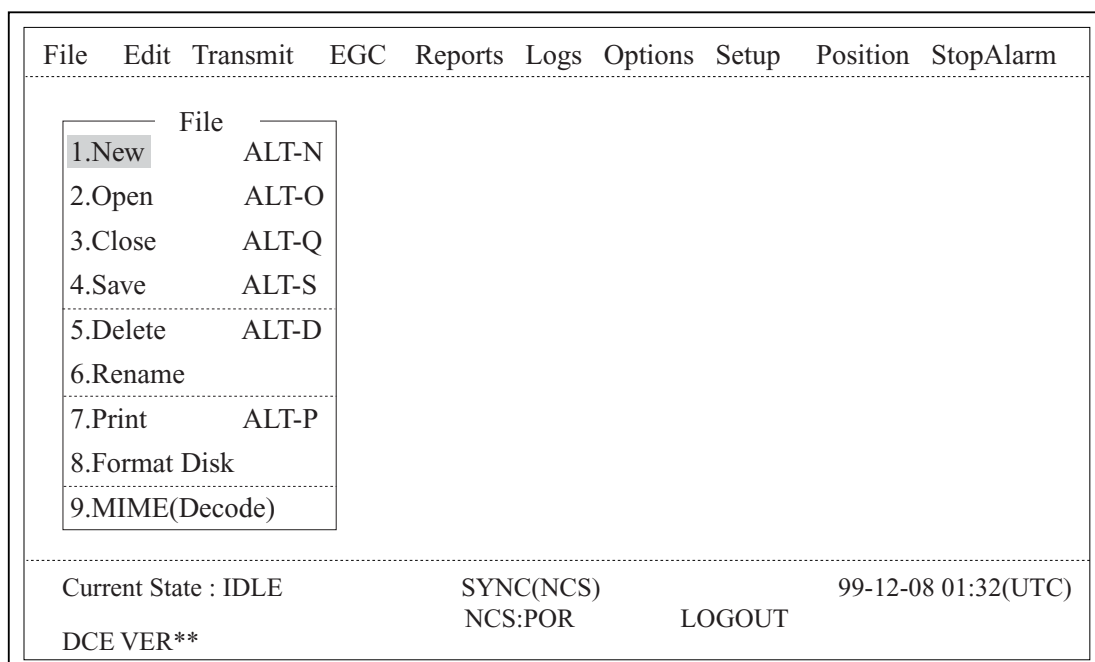 File Edit Transmit EGC Reports Logs Options Setup Position StopAlarm
File
1.New ALT-N
2.Open ALT-O
3.Close ALT-Q
4.Save ALT-S
5.Delete ALT-D
6.Rename
7.Print ALT-P
8.Format Disk
9.MIME(Decode)
Current State : IDLE SYNC(NCS) 99-12-08 01:32(UTC)
NCS:POR LOGOUT
DCE VER**